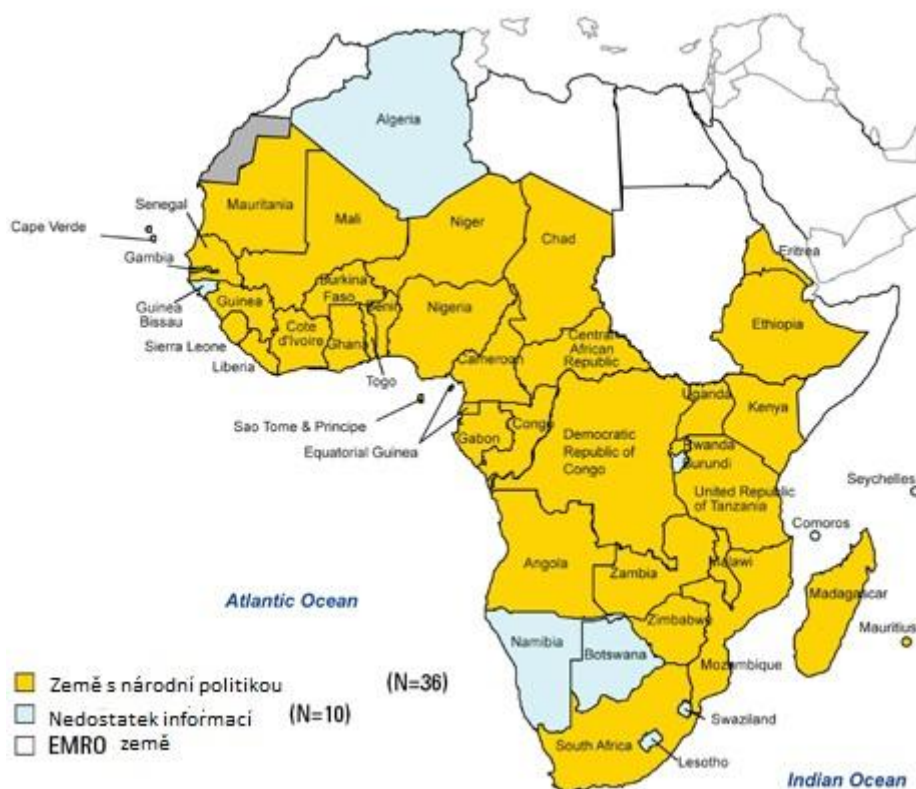 Algeria
Mauritania
Mali
Niger
Chad
Eritrea
Senegal
Cape Verde
Gambia
Guinea
Bissau
Guinea
Sierra Leone
Liberia
Cote
d'Ivoire
Burkina
Faso
Ghana
Benin
Togo
Nigeria
Cameroon
Central
African
Republic
Ethiopia
Sao Tome & Principe
Equatorial Guinea
Gabon
Congo
Democratic
Republic of
Congo
Uganda
Kenya
Rwanda
Burundi
United Republic
of Tanzania
Seychelles
Comoros
Angola
Zambia
Malawi
Madagascar
Mauritius
Zimbabwe
Mozambique
Namibia
Botswana
Swaziland
South Africa
Lesotho
Atlantic Ocean
Indian Ocean
Země s národní politikou (N=36)
Nedostatek informací (N=10)
EMRO země